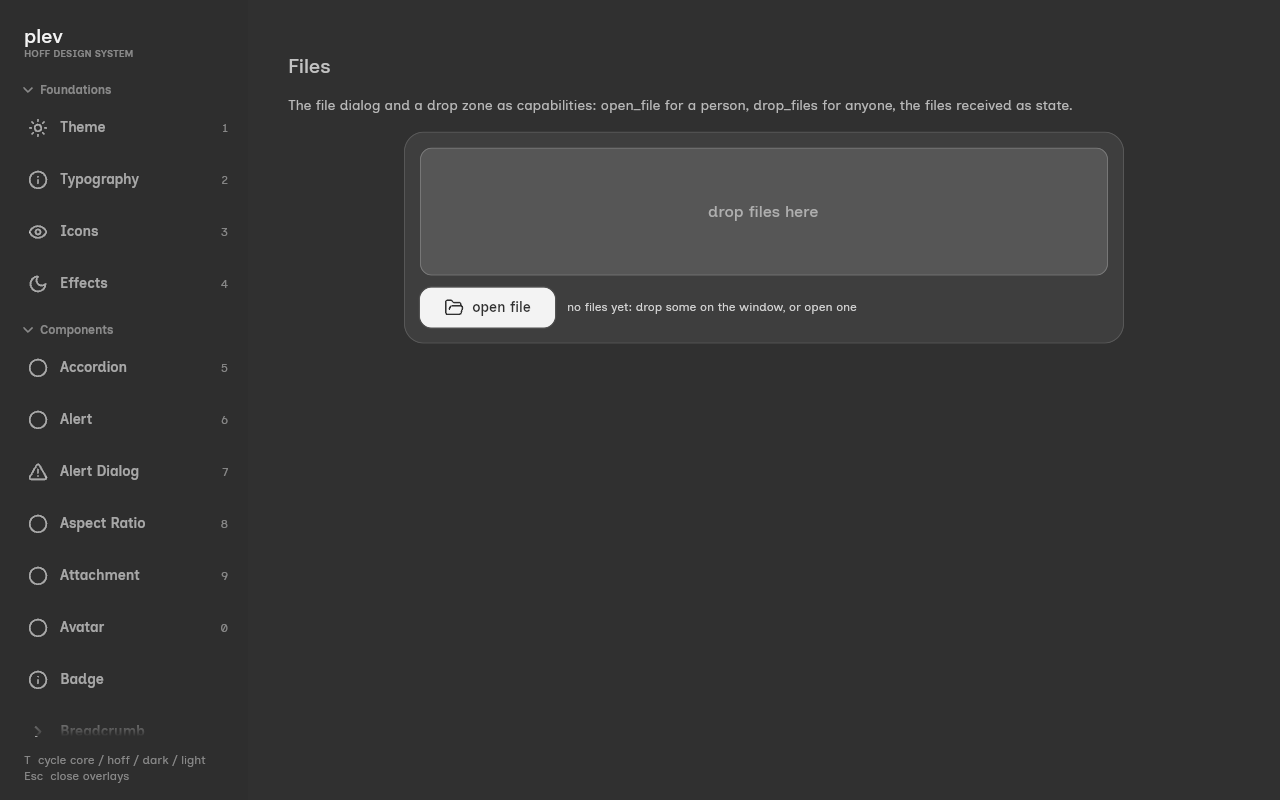 plev
HOFF DESIGN SYSTEM
Foundations
Theme 1
Typography 2
Icons 3
Effects 4
Components
Accordion 5
Alert 6
Alert Dialog 7
Aspect Ratio 8
Attachment 9
Avatar 0
Badge
Breadcrumb
T cycle core / hoff / dark / light
Esc close overlays
Files
The file dialog and a drop zone as capabilities: open_file for a person, drop_files for anyone, the files received as state.
drop files here
open file
no files yet: drop some on the window, or open one